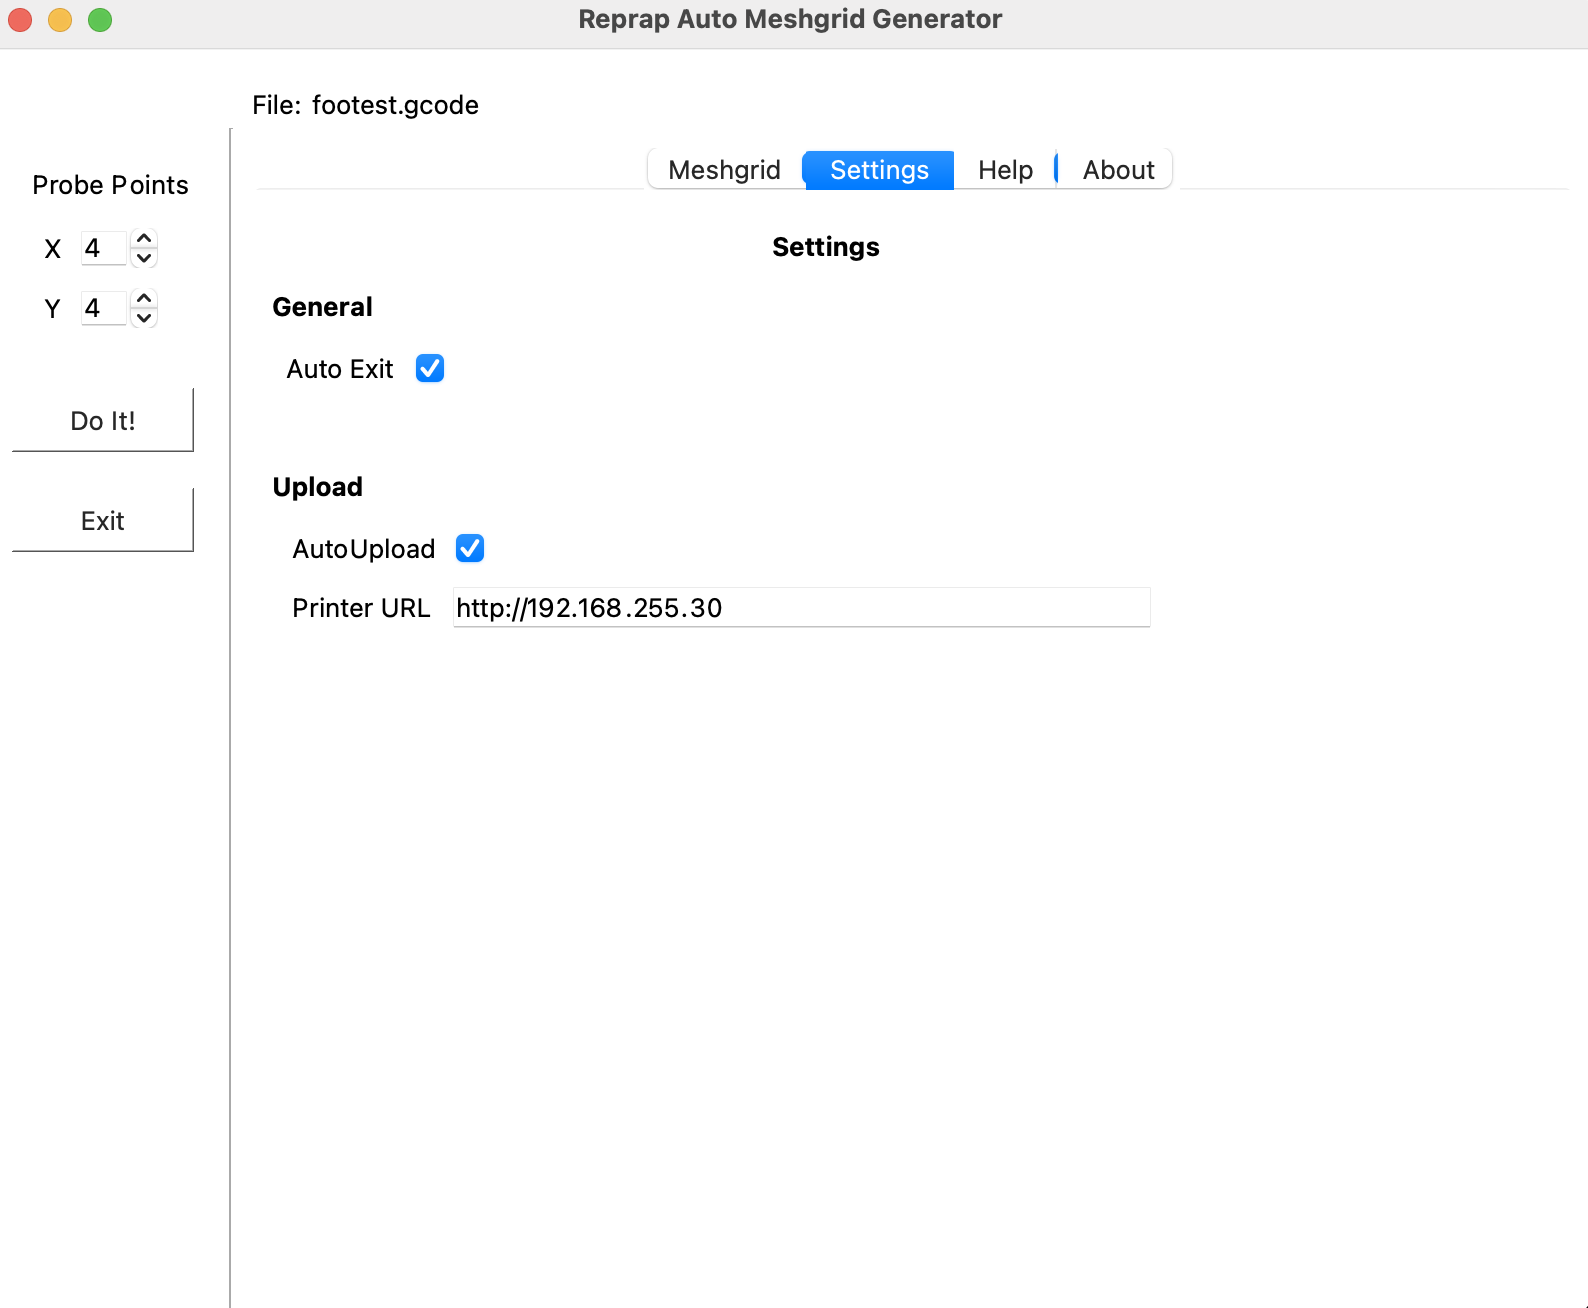 Reprap Auto Meshgrid Generator
File: footest.gcode
Meshgrid Settings Help About
Probe Points
X 4
Y 4
Do It!
Exit
Settings
General
Auto Exit
Upload
AutoUpload
Printer URL http://192.168.255.30